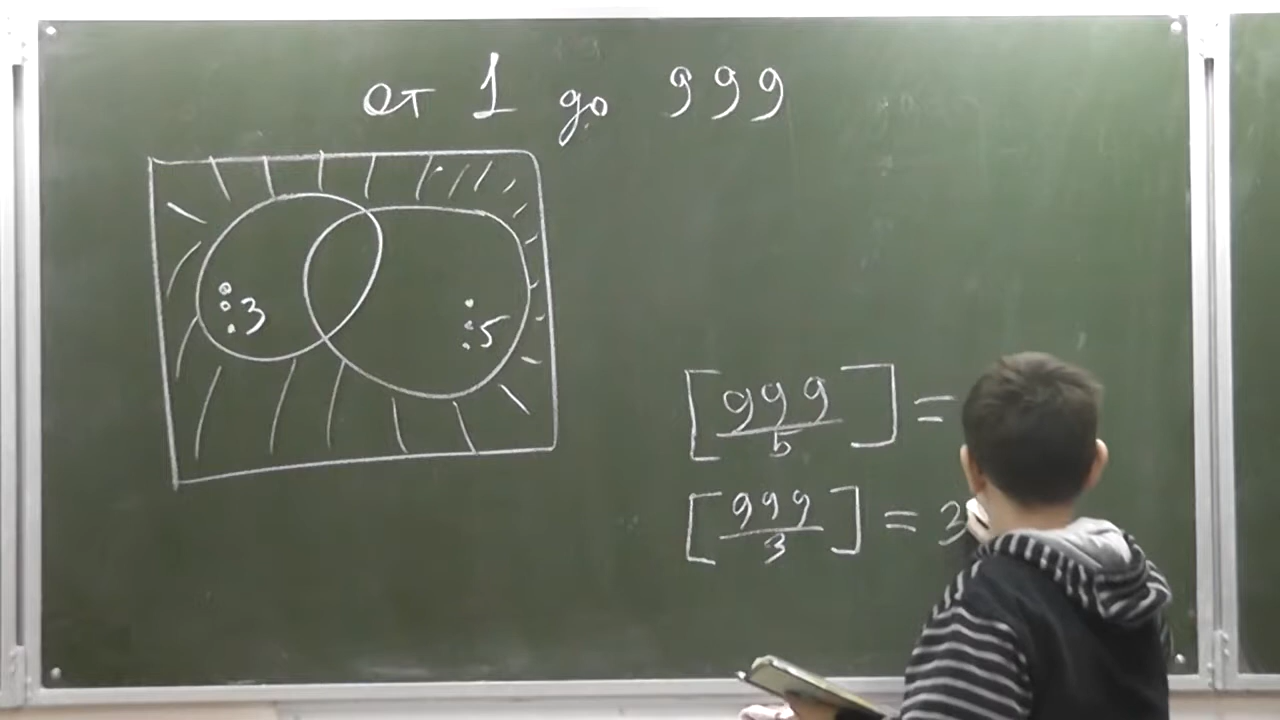 от 1 до 999
⋮3
⋮5
[999/5] =
[999/3] = 3